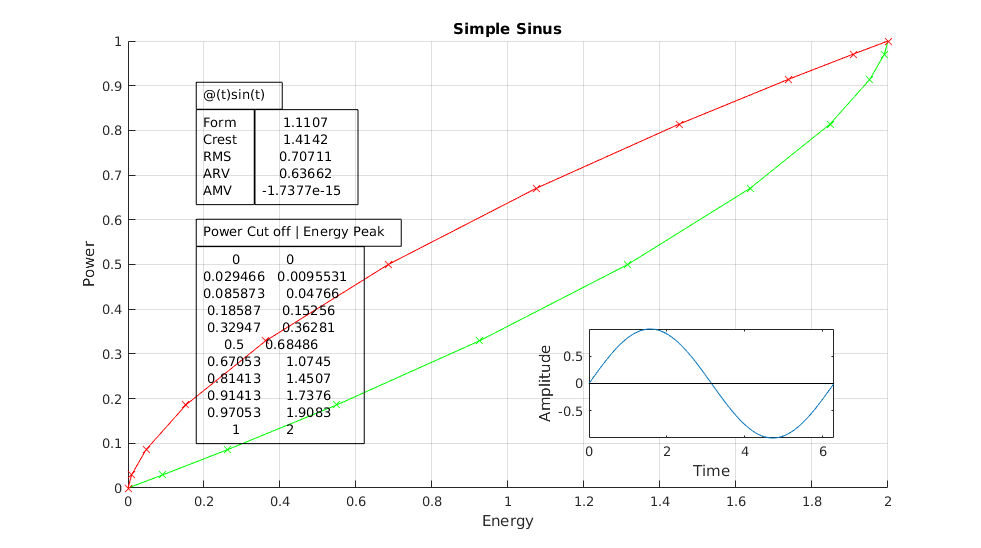 Simple Sinus
1
0.9
0.8
0.7
0.6
0.5
0.4
0.3
0.2
0.1
0
Power
@(t)sin(t)
Form 1.1107
Crest 1.4142
RMS 0.70711
ARV 0.63662
AMV -1.7377e-15
Power Cut off | Energy Peak
0 0
0.029466 0.0095531
0.085873 0.04766
0.18587 0.15256
0.32947 0.36281
0.5 0.68486
0.67053 1.0745
0.81413 1.4507
0.91413 1.7376
0.97053 1.9083
1 2
0.5
0
-0.5
Amplitude
0 2 4 6
Time
0 0.2 0.4 0.6 0.8 1 1.2 1.4 1.6 1.8 2
Energy